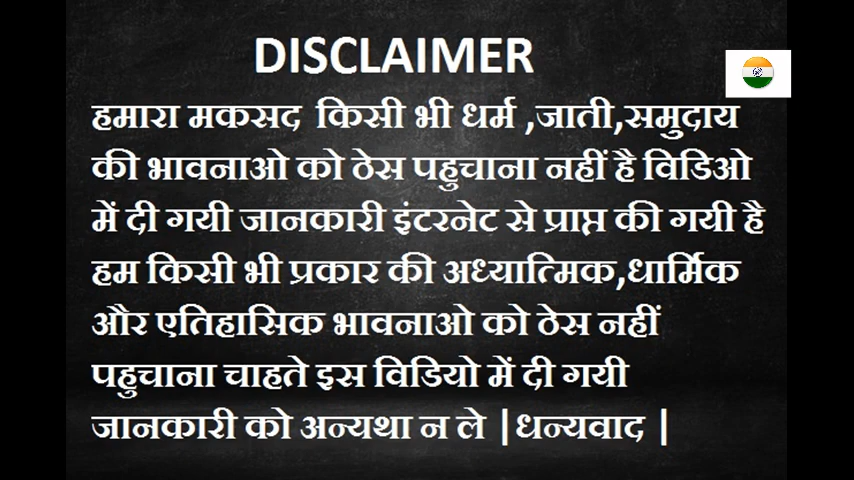 DISCLAIMER
हमारा मकसद किसी भी धर्म ,जाती,समुदाय
की भावनाओ को ठेस पहुचाना नहीं है विडिओ
में दी गयी जानकारी इंटरनेट से प्राप्त की गयी है
हम किसी भी प्रकार की अध्यात्मिक,धार्मिक
और एतिहासिक भावनाओ को ठेस नहीं
पहुचाना चाहते इस विडियो में दी गयी
जानकारी को अन्यथा न ले |धन्यवाद |